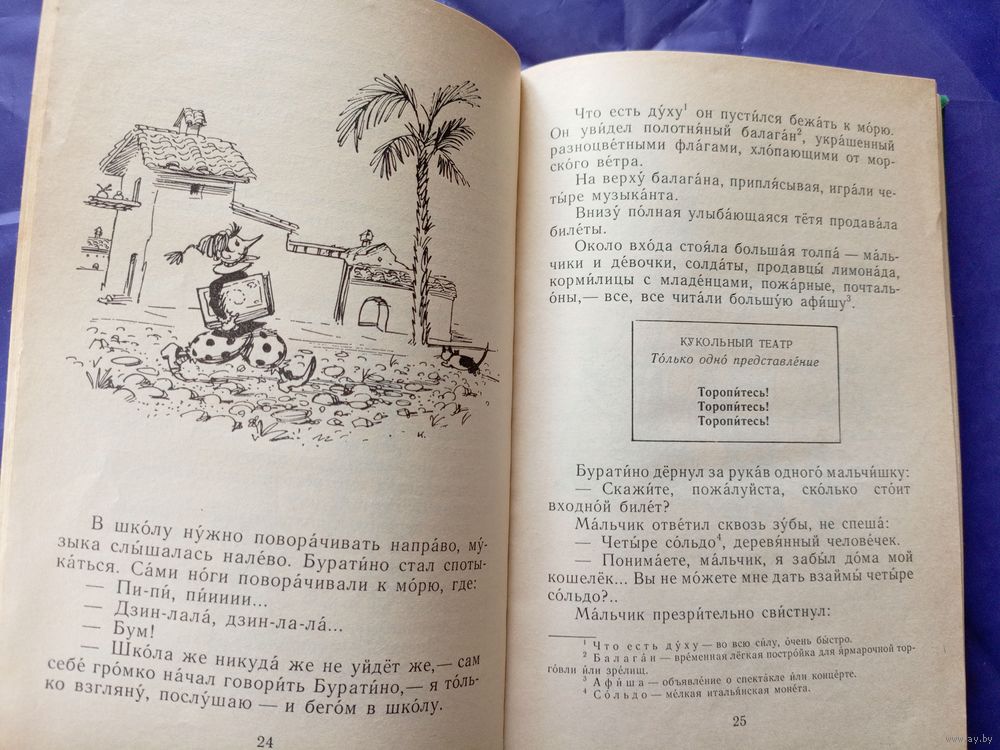 В шко́лу ну́жно повора́чивать напра́во, му́-
зыка слы́шалась нале́во. Бурати́но стал споты-
ка́ться. Са́ми но́ги повора́чивали к мо́рю, где:
— Пи-пи́, пии́ииии...
— Дзин-лала́, дзин-ла-ла́...
— Бум!
— Шко́ла же никуда́ же не уйдёт же,— сам
себе́ гро́мко на́чал говори́ть Бурати́но,— я то́ль-
ко взгляну́, послу́шаю — и бего́м в шко́лу.
24
Что есть ду́ху¹ он пусти́лся бежа́ть к мо́рю.
Он уви́дел полотня́ный балага́н², укра́шенный
разноцве́тными фла́гами, хло́пающими от мор-
ско́го ве́тра.
На верху́ балага́на, припля́сывая, игра́ли че-
ты́ре музыка́нта.
Внизу́ по́лная улыба́ющаяся тётя продава́ла
биле́ты.
Около вхо́да стоя́ла больша́я толпа́ — ма́ль-
чики и де́вочки, солда́ты, продавцы́ лимона́да,
корми́лицы с младе́нцами, пожа́рные, почтальо-
о́ны,— все, все чита́ли большу́ю афи́шу³.
КУКОЛЬНЫЙ ТЕАТР
То́лько одно́ представле́ние
Торопи́тесь!
Торопи́тесь!
Торопи́тесь!
Бурати́но дёрнул за рука́в одного́ мальчи́шку:
— Скажи́те, пожа́луйста, ско́лько сто́ит
входно́й биле́т?
Ма́льчик отве́тил сквозь зу́бы, не спеша́:
— Четы́ре со́льдо⁴, деревя́нный челове́чек.
— Понима́ете, ма́льчик, я забы́л до́ма мой
кошелёк... Вы не мо́жете мне дать взаймы́ четы́ре
со́льдо?..
Ма́льчик презри́тельно сви́стнул:
¹ Что есть ду́ху — во всю си́лу, о́чень бы́стро.
² Балага́н — вре́менная лёгкая постро́йка для я́рмарочной тор-
го́вли и́ли зре́лищ.
³ Афи́ша — объявле́ние о спекта́кле и́ли конце́рте.
⁴ Со́льдо — ме́лкая италья́нская моне́та.
25
www.ay.by